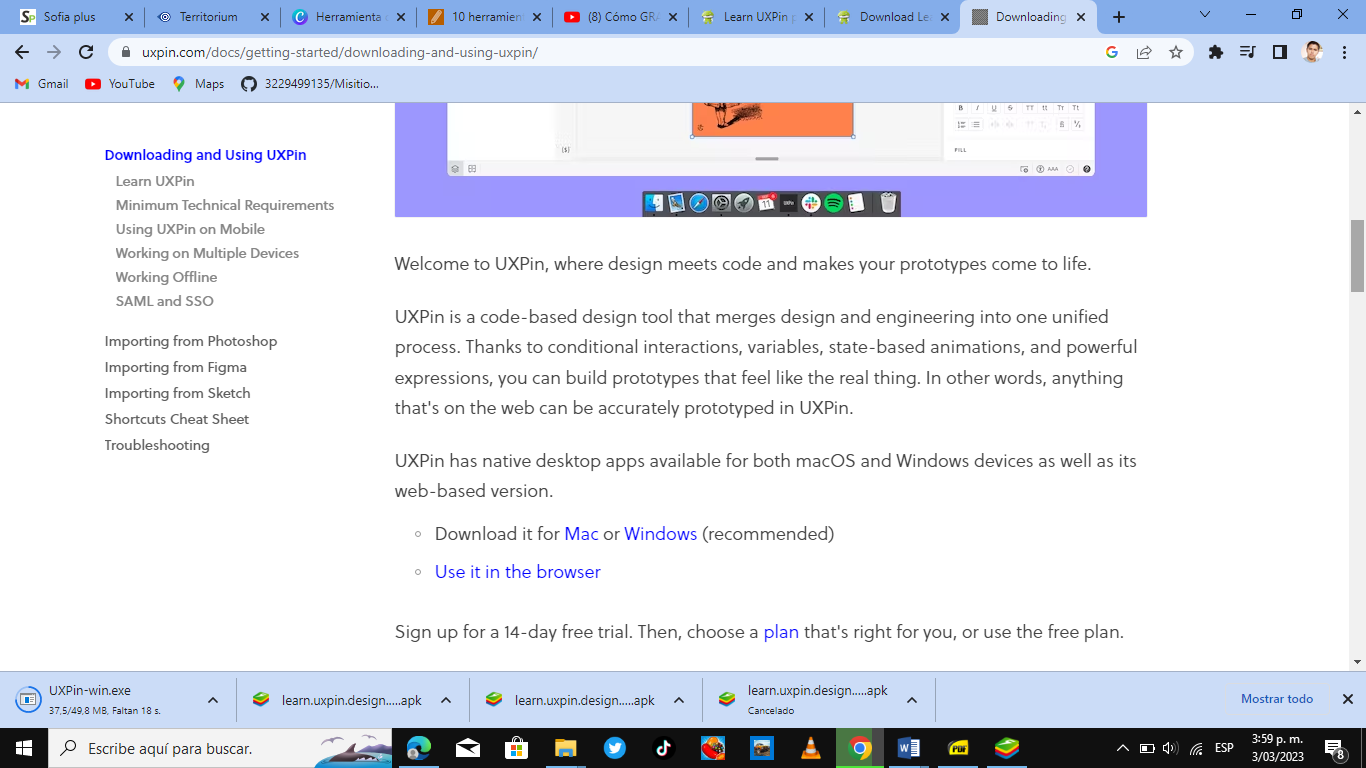 Sofia plus
Territorium
Herramienta
10 herramien
(8) Cómo GRA
Learn UXPin
Download Le
Downloading
uxpin.com/docs/getting-started/downloading-and-using-uxpin/
Gmail
YouTube
Maps
3229499135/Misitio...
FILL
Downloading and Using UXPin
Learn UXPin
Minimum Technical Requirements
Using UXPin on Mobile
Working on Multiple Devices
Working Offline
SAML and SSO
Importing from Photoshop
Importing from Figma
Importing from Sketch
Shortcuts Cheat Sheet
Troubleshooting
Welcome to UXPin, where design meets code and makes your prototypes come to life.
UXPin is a code-based design tool that merges design and engineering into one unified
process. Thanks to conditional interactions, variables, state-based animations, and powerful
expressions, you can build prototypes that feel like the real thing. In other words, anything
that's on the web can be accurately prototyped in UXPin.
UXPin has native desktop apps available for both macOS and Windows devices as well as its
web-based version.
Download it for Mac or Windows (recommended)
Use it in the browser
Sign up for a 14-day free trial. Then, choose a plan that's right for you, or use the free plan.
UXPin-win.exe
37,5/49,8 MB, Faltan 18 s.
learn.uxpin.design.....apk
learn.uxpin.design.....apk
learn.uxpin.design.....apk
Cancelado
Mostrar todo
Escribe aquí para buscar.
ESP
3:59 p. m.
3/03/2023
8